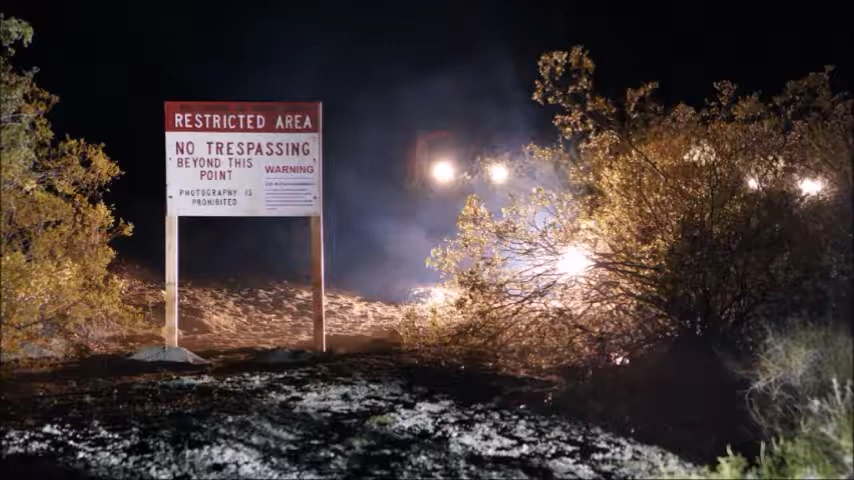 RESTRICTED AREA
NO TRESPASSING
BEYOND THIS
POINT
WARNING
PHOTOGRAPHY IS
PROHIBITED